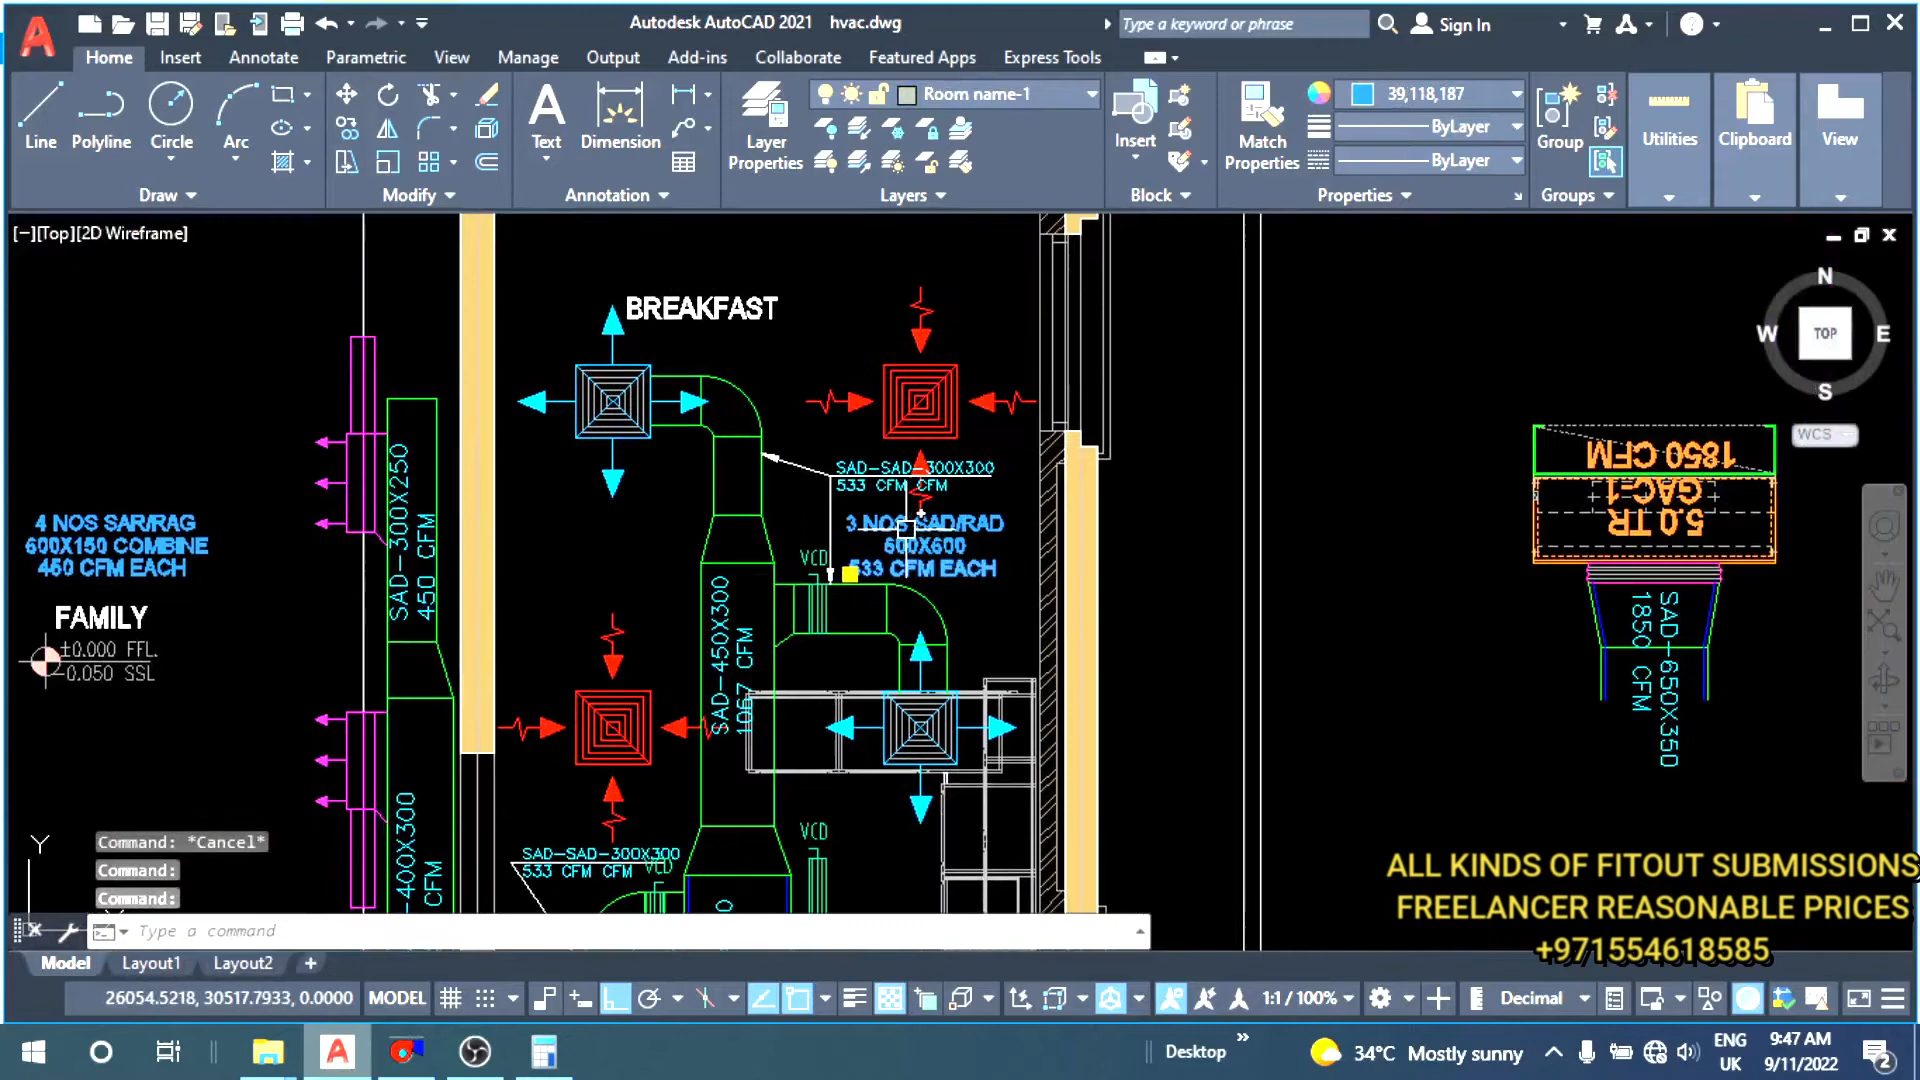 Autodesk AutoCAD 2021 hvac.dwg
Type a keyword or phrase
Sign In
Home Insert Annotate Parametric View Manage Output Add-ins Collaborate Featured Apps Express Tools
Line Polyline Circle Arc
Text Dimension
Layer Properties
Room name-1
Insert
Match Properties
39,118,187
ByLayer
ByLayer
Group
Utilities
Clipboard
View
Draw
Modify
Annotation
Layers
Block
Properties
Groups
[−][Top][2D Wireframe]
N
W TOP E
S
WCS
BREAKFAST
SAD-300X250
450 CFM
4 NOS SAR/RAG
600X150 COMBINE
450 CFM EACH
FAMILY
±0.000 FFL.
-0.050 SSL
SAD-SAD-300X300
533 CFM CFM
3 NOS SAD/RAD
600X600
533 CFM EACH
VCD
SAD-450X300
1067 CFM
1850 CFM
GAC-1
5.0 TR
SAD-650X350
1850 CFM
-400X300
CFM
SAD-SAD-300X300
533 CFM CFM
VCD
VCD
0
Y
Command: *Cancel*
Command:
Command:
Type a command
ALL KINDS OF FITOUT SUBMISSIONS
FREELANCER REASONABLE PRICES
+971554618585
Model Layout1 Layout2 +
26054.5218, 30517.7933, 0.0000 MODEL
1:1 / 100%
Decimal
Desktop
34°C Mostly sunny
ENG
UK
9:47 AM
9/11/2022
2